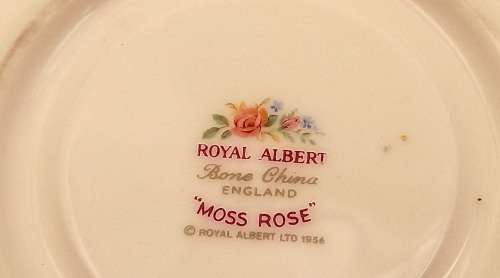 ROYAL ALBERT
Bone China
ENGLAND
"MOSS ROSE"
© ROYAL ALBERT LTD 1956